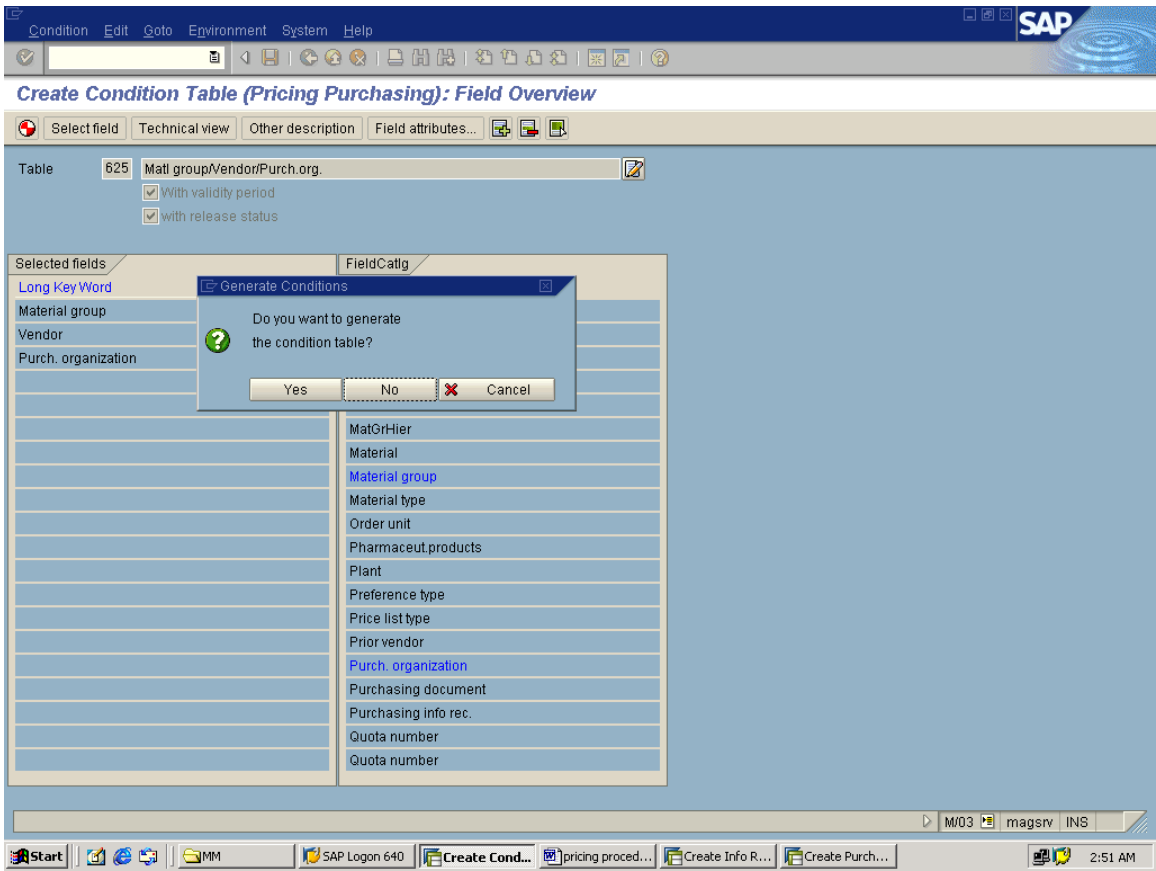 Condition Edit Goto Environment System Help
SAP
Create Condition Table (Pricing Purchasing): Field Overview
Select field Technical view Other description Field attributes...
Table 625 Matl group/Vendor/Purch.org.
With validity period
with release status
Selected fields FieldCatlg
Long Key Word
Generate Conditions
Material group
Do you want to generate
Vendor
the condition table?
Purch. organization
Yes No Cancel
MatGrHier
Material
Material group
Material type
Order unit
Pharmaceut.products
Plant
Preference type
Price list type
Prior vendor
Purch. organization
Purchasing document
Purchasing info rec.
Quota number
Quota number
M/03 magsrv INS
Start MM SAP Logon 640 Create Cond... pricing proced... Create Info R... Create Purch... 2:51 AM